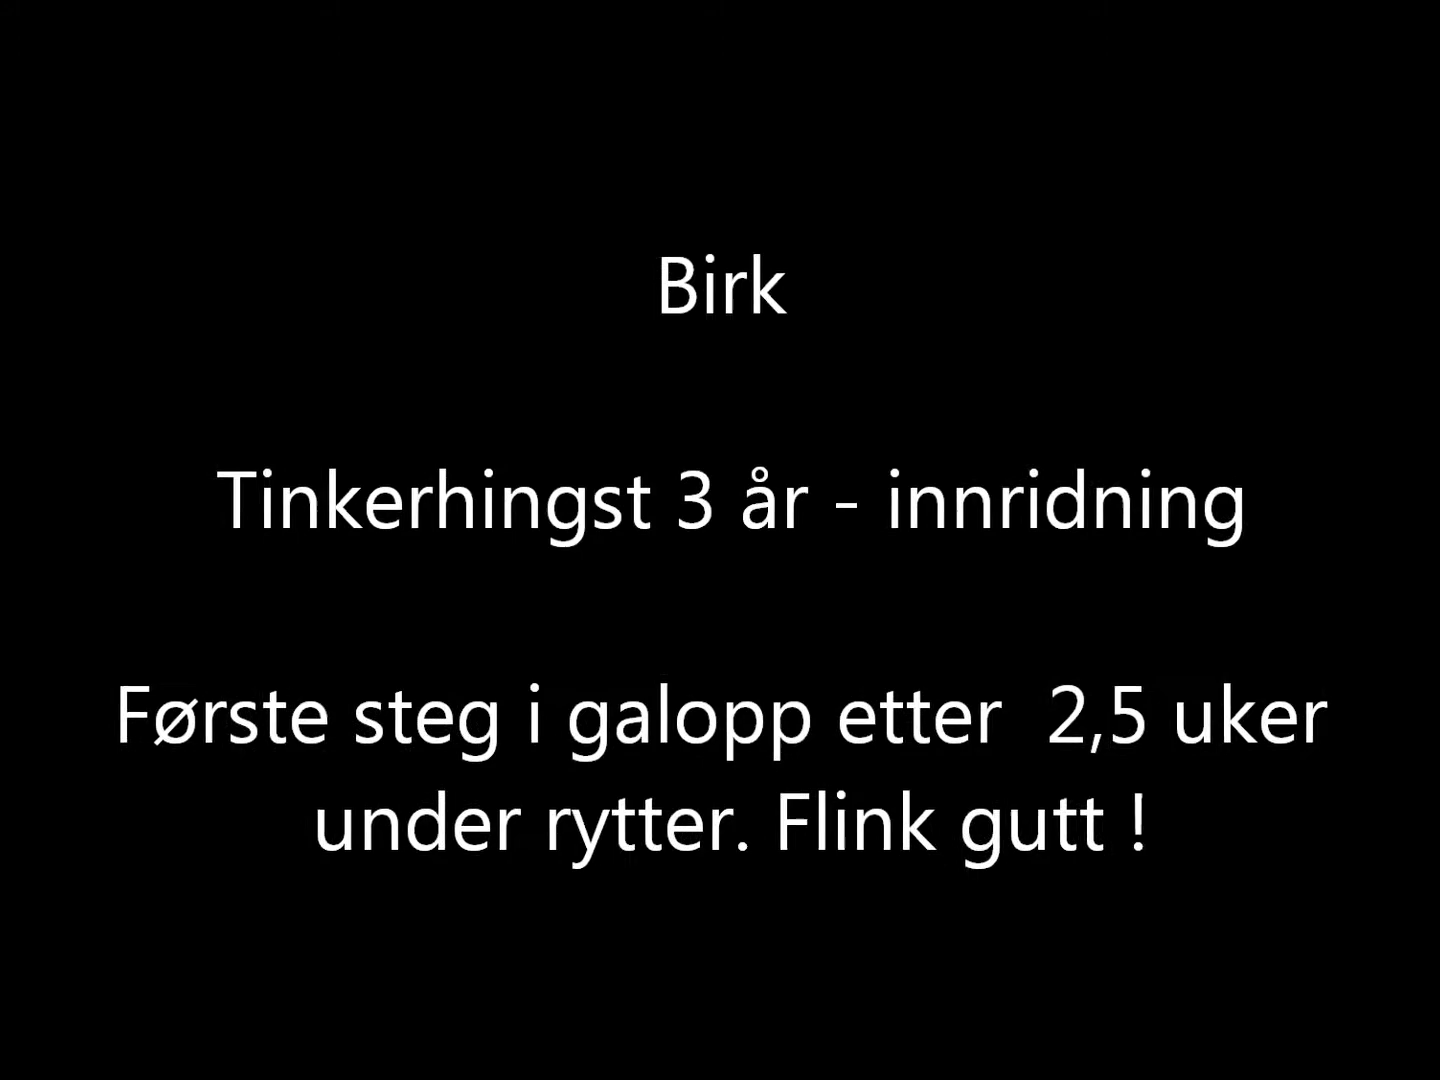 Birk
Tinkerhingst 3 år - innridning
Første steg i galopp etter  2,5 uker
under rytter. Flink gutt !